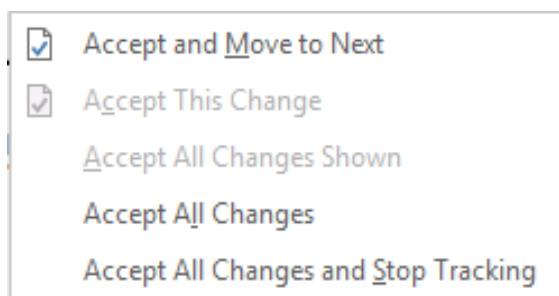 Accept and Move to Next
Accept This Change
Accept All Changes Shown
Accept All Changes
Accept All Changes and Stop Tracking